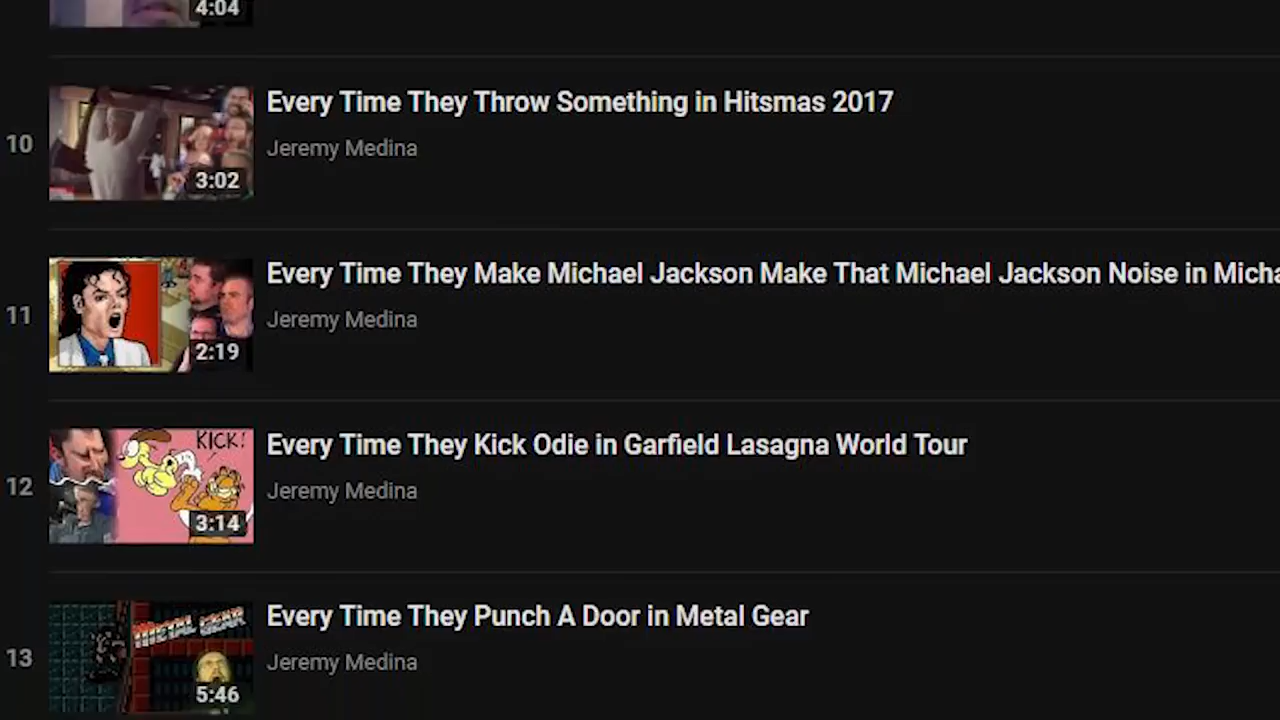 4:04
10
3:02
Every Time They Throw Something in Hitsmas 2017
Jeremy Medina
11
2:19
Every Time They Make Michael Jackson Make That Michael Jackson Noise in Micha
Jeremy Medina
12
KICK!
3:14
Every Time They Kick Odie in Garfield Lasagna World Tour
Jeremy Medina
13
METAL GEAR
5:46
Every Time They Punch A Door in Metal Gear
Jeremy Medina